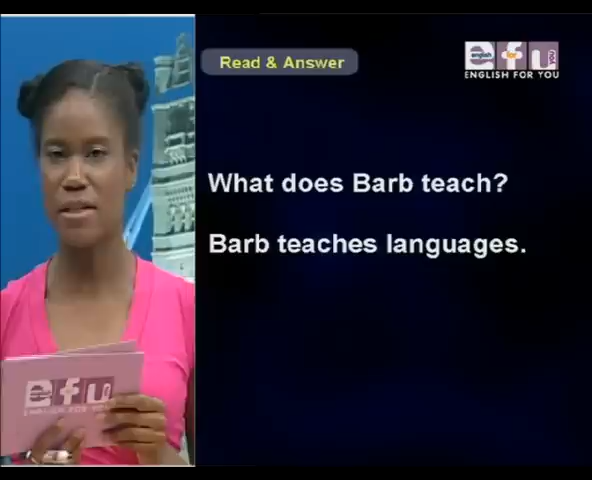 Read & Answer
english for you
efu
ENGLISH FOR YOU
What does Barb teach?
Barb teaches languages.
efu
ENGLISH FOR YOU